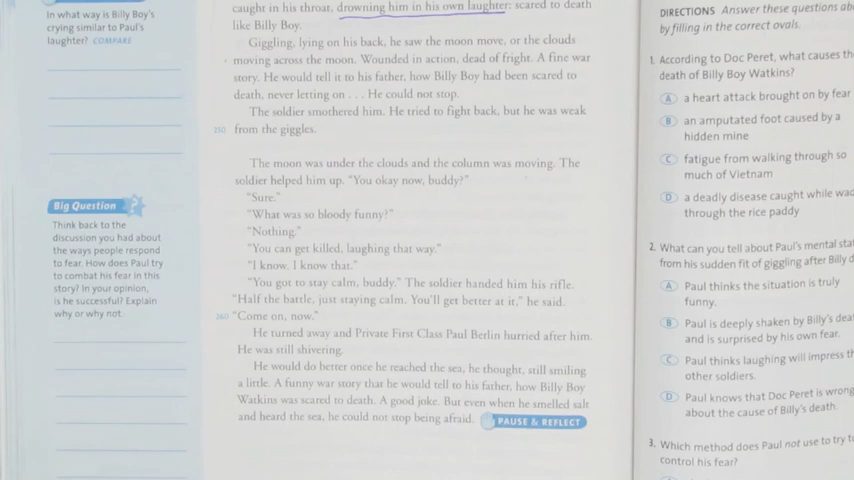 In what way is Billy Boy's
crying similar to Paul's
laughter? COMPARE
Big Question
Think back to the
discussion you had about
the ways people respond
to fear. How does Paul try
to combat his fear in this
story? In your opinion,
is he successful? Explain
why or why not.
caught in his throat, drowning him in his own laughter: scared to death
like Billy Boy.
Giggling, lying on his back, he saw the moon move, or the clouds
moving across the moon. Wounded in action, dead of fright. A fine war
story. He would tell it to his father, how Billy Boy had been scared to
death, never letting on . . . He could not stop.
The soldier smothered him. He tried to fight back, but he was weak
250 from the giggles.
The moon was under the clouds and the column was moving. The
soldier helped him up. "You okay now, buddy?"
"Sure."
"What was so bloody funny?"
"Nothing."
"You can get killed, laughing that way."
"I know. I know that."
"You got to stay calm, buddy." The soldier handed him his rifle.
"Half the battle, just staying calm. You'll get better at it," he said.
260 "Come on, now."
He turned away and Private First Class Paul Berlin hurried after him.
He was still shivering.
He would do better once he reached the sea, he thought, still smiling
a little. A funny war story that he would tell to his father, how Billy Boy
Watkins was scared to death. A good joke. But even when he smelled salt
and heard the sea, he could not stop being afraid. PAUSE & REFLECT
DIRECTIONS Answer these questions abo
by filling in the correct ovals.
1. According to Doc Peret, what causes the
death of Billy Boy Watkins?
A a heart attack brought on by fear
B an amputated foot caused by a
hidden mine
C fatigue from walking through so
much of Vietnam
D a deadly disease caught while wad
through the rice paddy
2. What can you tell about Paul's mental stat
from his sudden fit of giggling after Billy d
A Paul thinks the situation is truly
funny.
B Paul is deeply shaken by Billy's deat
and is surprised by his own fear.
C Paul thinks laughing will impress th
other soldiers.
D Paul knows that Doc Peret is wrong
about the cause of Billy's death.
3. Which method does Paul not use to try to
control his fear?